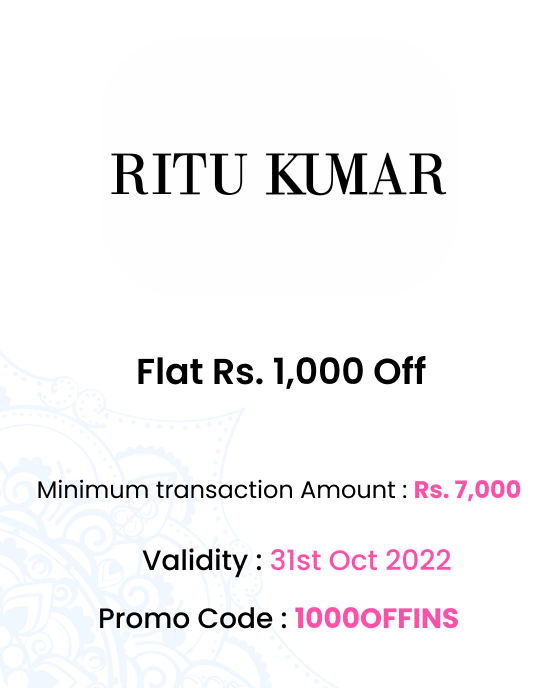 RITU KUMAR
Flat Rs. 1,000 Off
Minimum transaction Amount : Rs. 7,000
Validity : 31st Oct 2022
Promo Code : 1000OFFINS